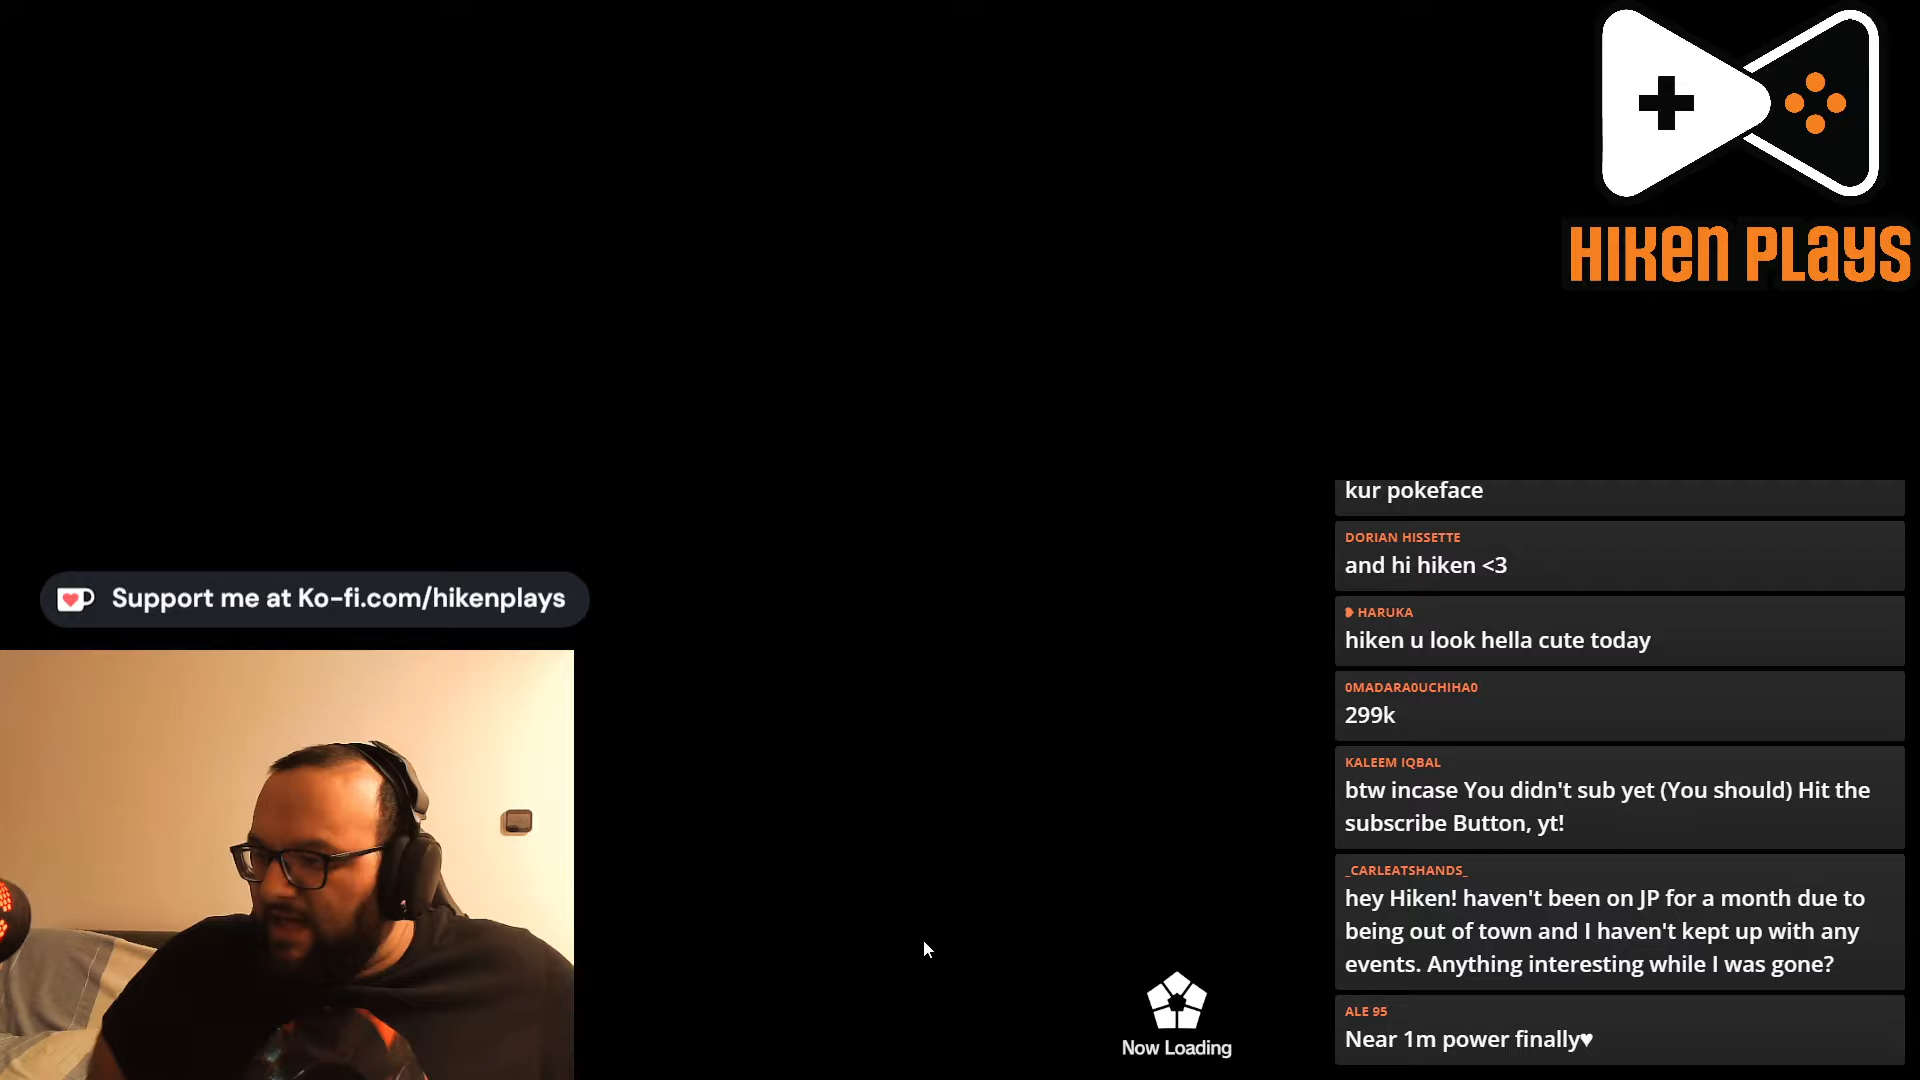 HIKEN PLAYS
kur pokeface
DORIAN HISSETTE
and hi hiken <3
HARUKA
hiken u look hella cute today
0MADARA0UCHIHA0
299k
KALEEM IQBAL
btw incase You didn't sub yet (You should) Hit the
subscribe Button, yt!
_CARLEATSHANDS_
hey Hiken! haven't been on JP for a month due to
being out of town and I haven't kept up with any
events. Anything interesting while I was gone?
ALE 95
Near 1m power finally♥
Support me at Ko-fi.com/hikenplays
Now Loading